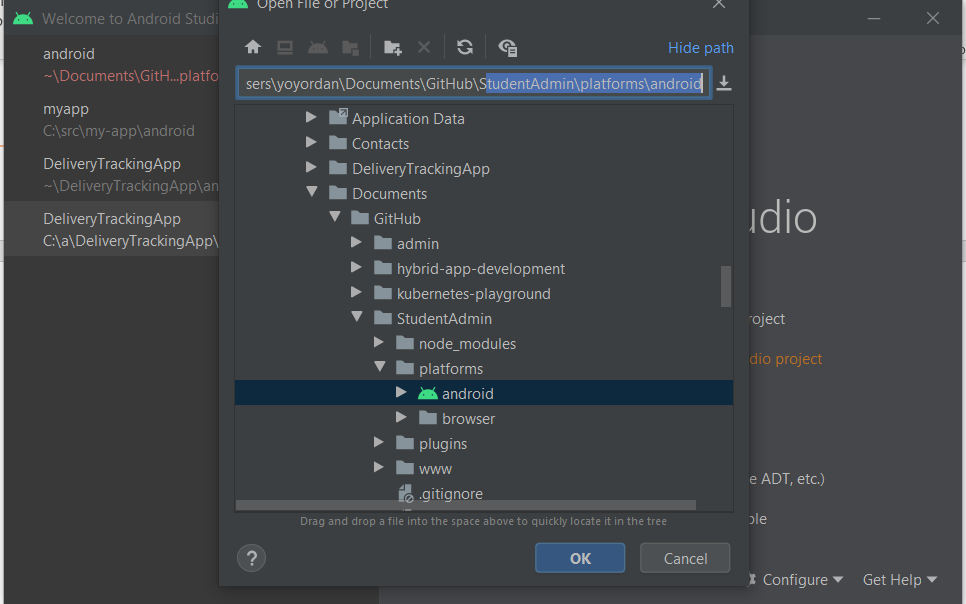 Welcome to Android Studi
Open File or Project
android
~\Documents\GitH...platfo
myapp
C:\src\my-app\android
DeliveryTrackingApp
~\DeliveryTrackingApp\an
DeliveryTrackingApp
C:\a\DeliveryTrackingApp\
Hide path
sers\yoyordan\Documents\GitHub\StudentAdmin\platforms\android
Application Data
Contacts
DeliveryTrackingApp
Documents
GitHub
admin
hybrid-app-development
kubernetes-playground
StudentAdmin
node_modules
platforms
android
browser
plugins
www
.gitignore
Drag and drop a file into the space above to quickly locate it in the tree
?
OK
Cancel
udio
roject
dio project
e ADT, etc.)
ble
Configure
Get Help